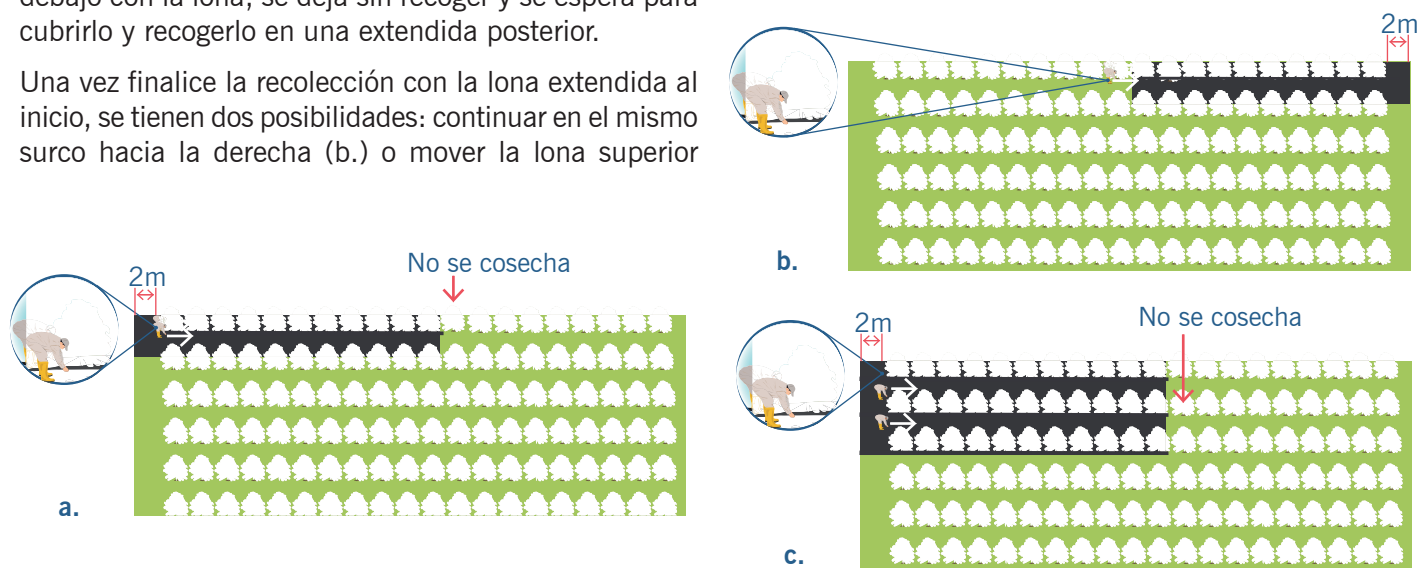 debajo con la lona, se deja sin recoger y se espera para
cubrirlo y recogerlo en una extendida posterior.
Una vez finalice la recolección con la lona extendida al
inicio, se tienen dos posibilidades: continuar en el mismo
surco hacia la derecha (b.) o mover la lona superior
2m
No se cosecha
a.
2m
b.
2m
No se cosecha
c.